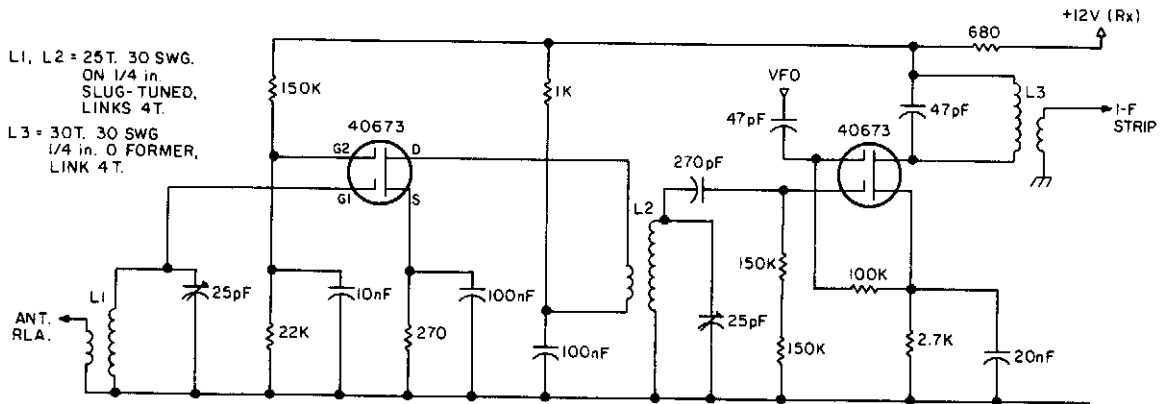 L1, L2 = 25T. 30 SWG.
ON 1/4 in.
SLUG-TUNED,
LINKS 4T.
L3 = 30T. 30 SWG
1/4 in. O FORMER,
LINK 4T.
+12V (Rx)
680
150K
1K
VFO
47pF
47pF
L3
I-F
STRIP
40673
40673
G2
D
G1
S
270pF
L2
L1
25pF
10nF
100nF
150K
100K
ANT.
RLA.
22K
270
100nF
25pF
150K
2.7K
20nF